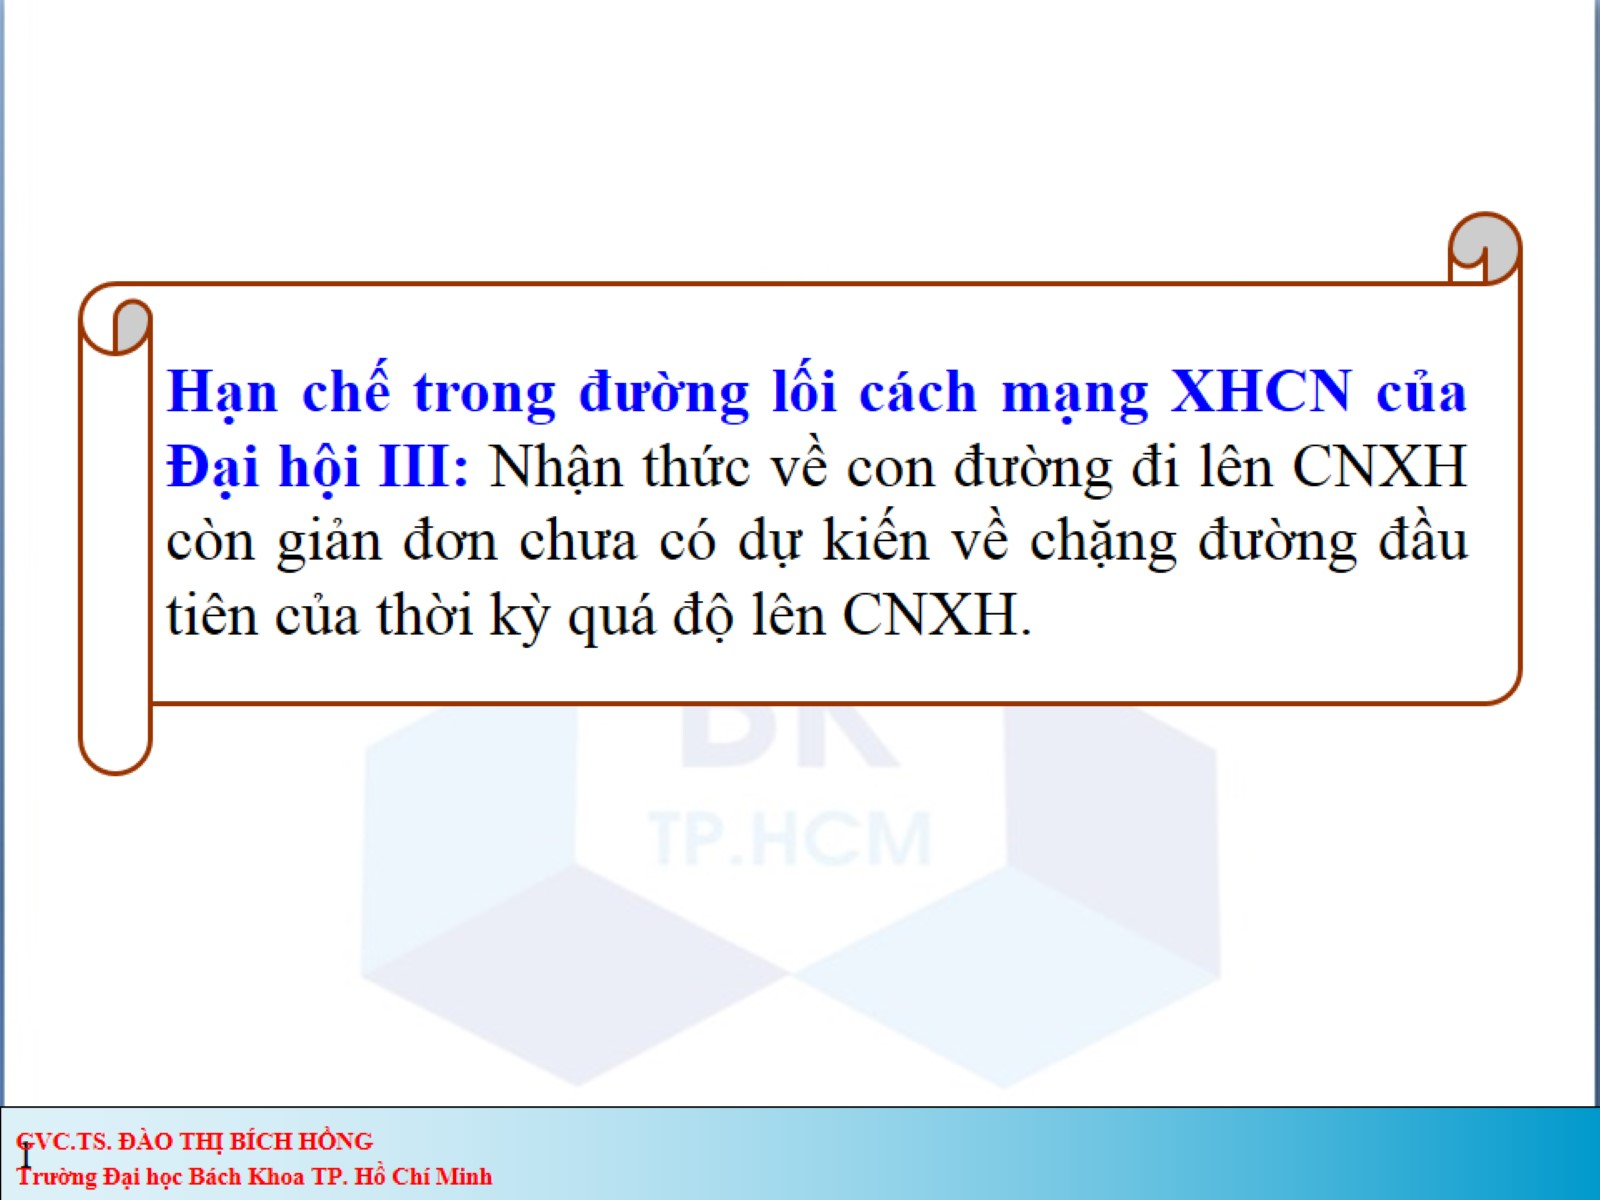 Hạn chế trong đường lối cách mạng XHCN của
Đại hội III: Nhận thức về con đường đi lên CNXH
còn giản đơn chưa có dự kiến về chặng đường đầu
tiên của thời kỳ quá độ lên CNXH.
BK
TP.HCM
GVC.TS. ĐÀO THỊ BÍCH HỒNG
1
Trường Đại học Bách Khoa TP. Hồ Chí Minh